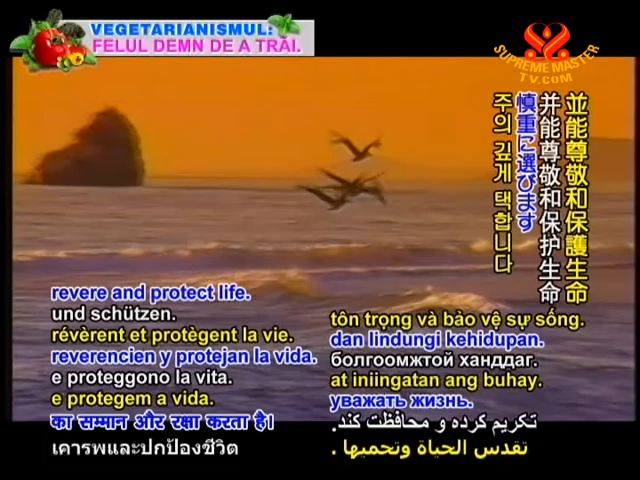 VEGETARIANISMUL:
FELUL DEMN DE A TRĂI.
SUPREME MASTER
TV.COM
並能尊敬和保護生命
并能尊敬和保护生命
慎重に選びます
주의 깊게 택합니다
revere and protect life.
und schützen.
révèrent et protègent la vie.
reverencien y protejan la vida.
e proteggono la vita.
e protegem a vida.
का सम्मान और रक्षा करता है।
เคารพและปกป้องชีวิต
tôn trọng và bảo vệ sự sống.
dan lindungi kehidupan.
болгоомжтой ханддаг.
at iniingatan ang buhay.
уважать жизнь.
تکریم کرده و محافظت کند.
تقدس الحياة وتحميها .